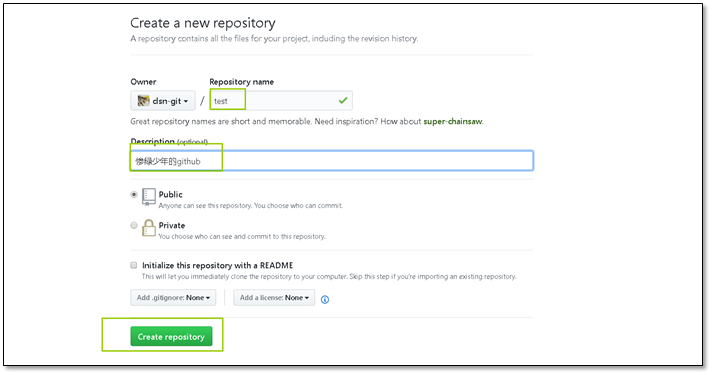 Create a new repository
A repository contains all the files for your project, including the revision history.
Owner Repository name
dsn-git / test
Great repository names are short and memorable. Need inspiration? How about super-chainsaw.
Description (optional)
惨绿少年的github
Public
Anyone can see this repository. You choose who can commit.
Private
You choose who can see and commit to this repository.
Initialize this repository with a README
This will let you immediately clone the repository to your computer. Skip this step if you're importing an existing repository.
Add .gitignore: None Add a license: None
Create repository